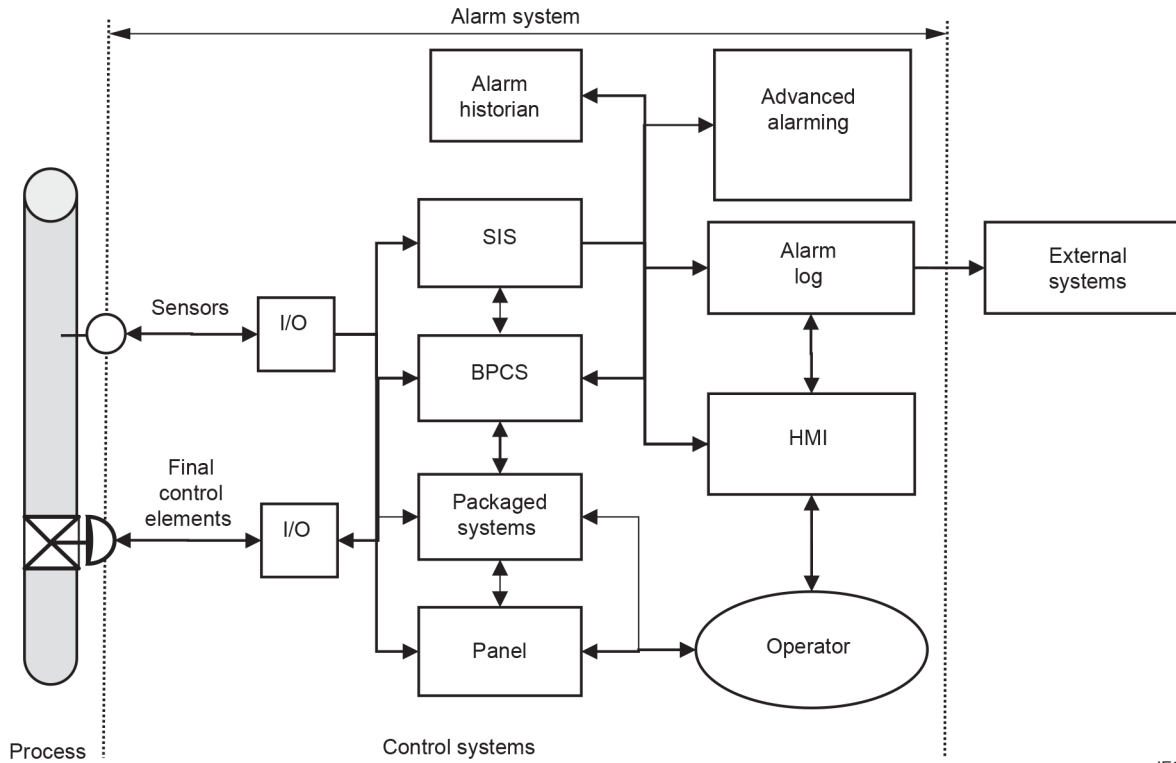 Alarm system
Alarm
historian
Advanced
alarming
SIS
Alarm
log
External
systems
Sensors
I/O
BPCS
HMI
Final
control
elements
I/O
Packaged
systems
Panel
Operator
Process
Control systems